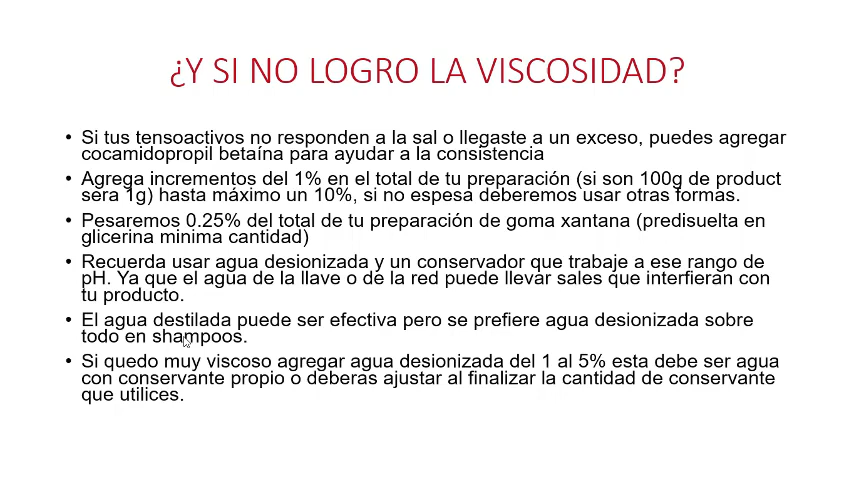 ¿Y SI NO LOGRO LA VISCOSIDAD?
• Si tus tensoactivos no responden a la sal o llegaste a un exceso, puedes agregar
cocamidopropil betaína para ayudar a la consistencia
• Agrega incrementos del 1% en el total de tu preparación (si son 100g de product
sera 1g) hasta máximo un 10%, si no espesa deberemos usar otras formas.
• Pesaremos 0.25% del total de tu preparación de goma xantana (predisuelta en
glicerina minima cantidad)
• Recuerda usar agua desionizada y un conservador que trabaje a ese rango de
pH. Ya que el agua de la llave o de la red puede llevar sales que interfieran con
tu producto.
• El agua destilada puede ser efectiva pero se prefiere agua desionizada sobre
todo en shampoos.
• Si quedo muy viscoso agregar agua desionizada del 1 al 5% esta debe ser agua
con conservante propio o deberas ajustar al finalizar la cantidad de conservante
que utilices.